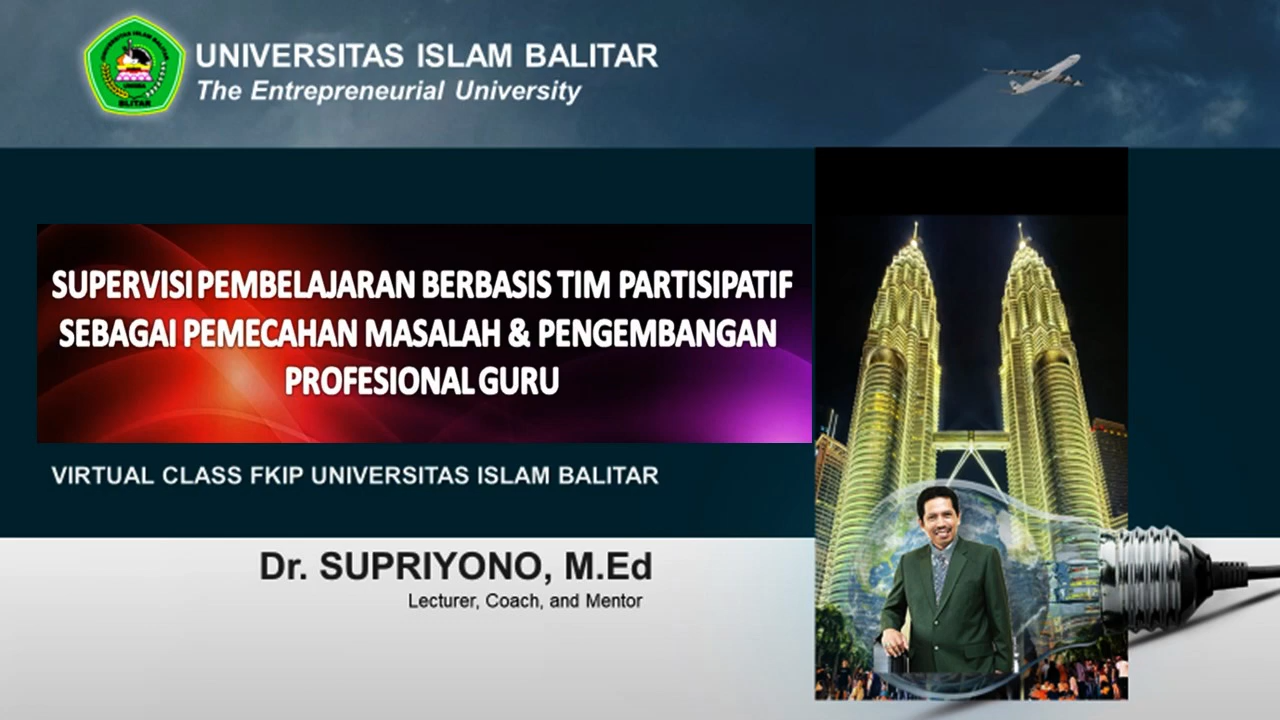 UNIVERSITAS ISLAM BALITAR
The Entrepreneurial University
BLITAR
SUPERVISI PEMBELAJARAN BERBASIS TIM PARTISIPATIF
SEBAGAI PEMECAHAN MASALAH & PENGEMBANGAN
PROFESIONAL GURU
VIRTUAL CLASS FKIP UNIVERSITAS ISLAM BALITAR
Dr. SUPRIYONO, M.Ed
Lecturer, Coach, and Mentor